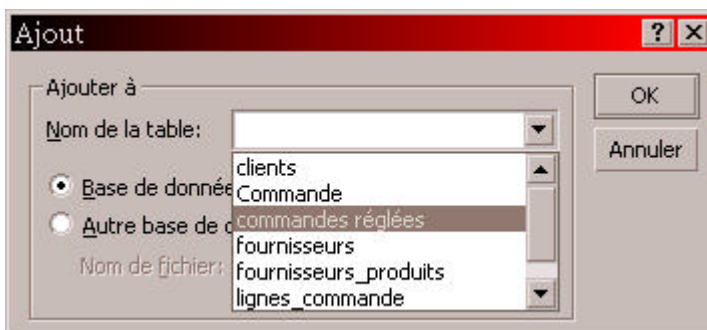 Ajout
Ajouter à
OK
Nom de la table:
Annuler
clients
Base de donnée
Commande
Autre base de
commandes réglées
fournisseurs
Nom de fichier:
fournisseurs_produits
lignes_commande